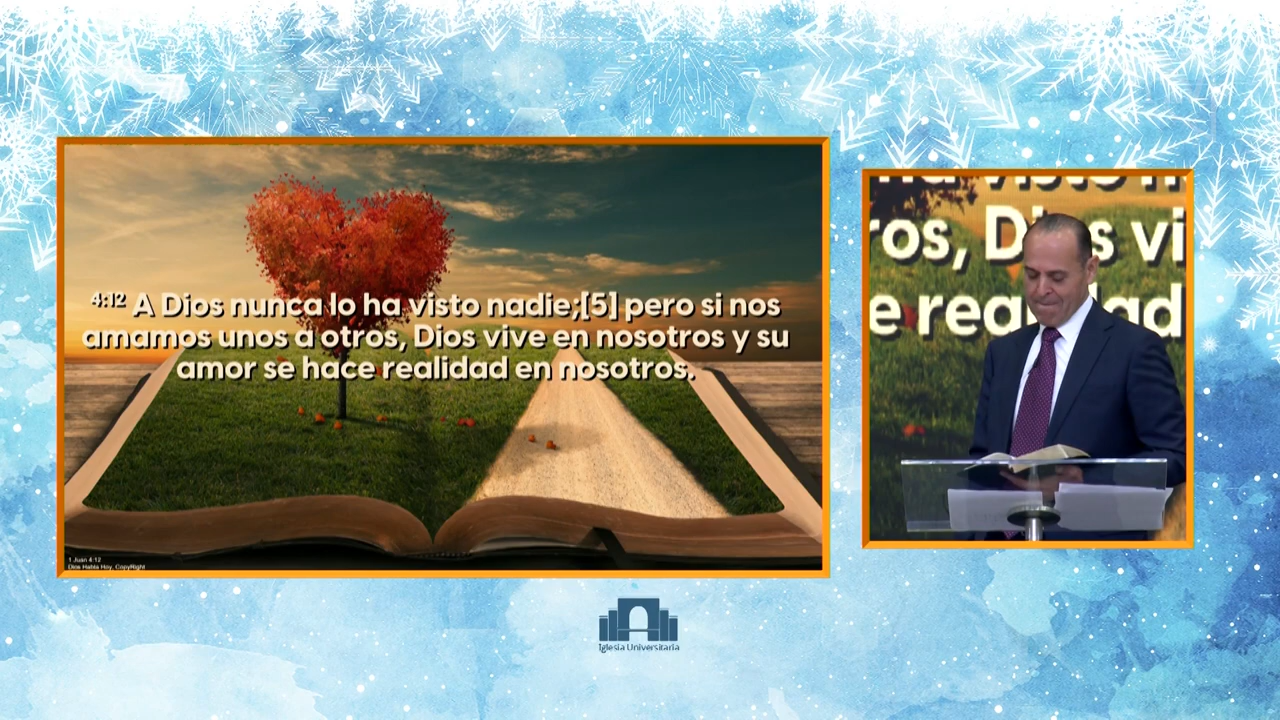 4:12 A Dios nunca lo ha visto nadie;[5] pero si nos
amamos unos a otros, Dios vive en nosotros y su
amor se hace realidad en nosotros.
1 Juan 4:12
Dios Habla Hoy, CopyRight
ha visto n
ros, Dios vi
e realidad
Iglesia Universitaria